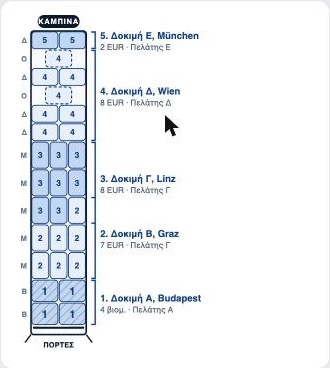 ΚΑΜΠΙΝΑ
Δ 5 5
Ο 4
Δ 4 4
Ο 4
Δ 4 4
Δ 4 4
Μ 3 3 3
Μ 3 3 3
Μ 3 3 2
Μ 2 2 2
Μ 2 2 2
Β 1 1
Β 1 1
ΠΟΡΤΕΣ
5. Δοκιμή Ε, München
2 EUR · Πελάτης Ε
4. Δοκιμή Δ, Wien
8 EUR · Πελάτης Δ
3. Δοκιμή Γ, Linz
8 EUR · Πελάτης Γ
2. Δοκιμή Β, Graz
7 EUR · Πελάτης Γ
1. Δοκιμή Α, Budapest
4 βιομ. · Πελάτης Α